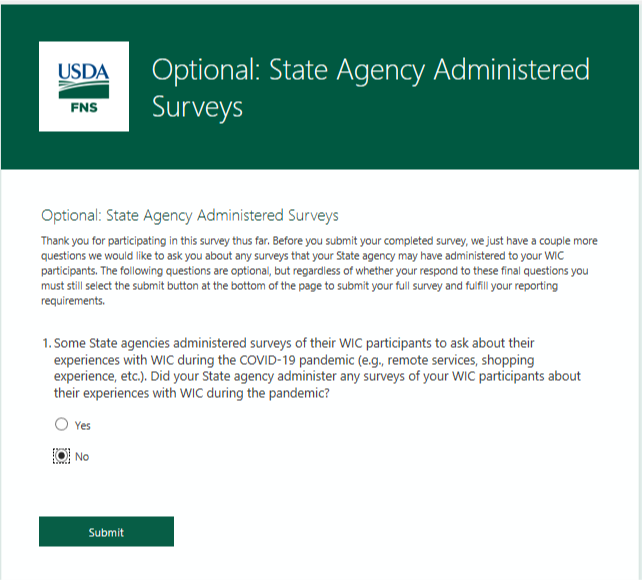 USDA
FNS
Optional: State Agency Administered
Surveys
Optional: State Agency Administered Surveys
Thank you for participating in this survey thus far. Before you submit your completed survey, we just have a couple more
questions we would like to ask you about any surveys that your State agency may have administered to your WIC
participants. The following questions are optional, but regardless of whether your respond to these final questions you
must still select the submit button at the bottom of the page to submit your full survey and fulfill your reporting
requirements.
1. Some State agencies administered surveys of their WIC participants to ask about their
experiences with WIC during the COVID-19 pandemic (e.g., remote services, shopping
experience, etc.). Did your State agency administer any surveys of your WIC participants about
their experiences with WIC during the pandemic?
Yes
No
Submit